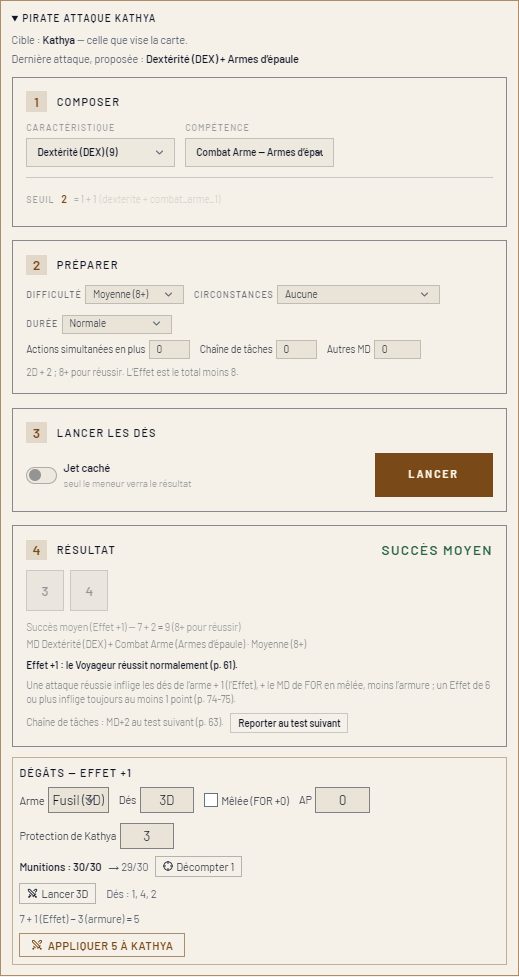 ▼ PIRATE ATTAQUE KATHYA
Cible : Kathya — celle que vise la carte.
Dernière attaque, proposée : Dextérité (DEX) + Armes d'épaule
1 COMPOSER
CARACTÉRISTIQUE COMPÉTENCE
Dextérité (DEX) (9) Combat Arme — Armes d'épau
SEUIL 2 = 1 + 1 (dextérité + combat_arme_1)
2 PRÉPARER
DIFFICULTÉ Moyenne (8+) CIRCONSTANCES Aucune
DURÉE Normale
Actions simultanées en plus 0 Chaîne de tâches 0 Autres MD 0
2D + 2 ; 8+ pour réussir. L'Effet est le total moins 8.
3 LANCER LES DÉS
Jet caché
seul le meneur verra le résultat
LANCER
4 RÉSULTAT SUCCÈS MOYEN
3 4
Succès moyen (Effet +1) — 7 + 2 = 9 (8+ pour réussir)
MD Dextérité (DEX) + Combat Arme (Armes d'épaule) · Moyenne (8+)
Effet +1 : le Voyageur réussit normalement (p. 61).
Une attaque réussie inflige les dés de l'arme + 1 (l'Effet), + le MD de FOR en mêlée, moins l'armure ; un Effet de 6
ou plus inflige toujours au moins 1 point (p. 74-75).
Chaîne de tâches : MD+2 au test suivant (p. 63). Reporter au test suivant
DÉGÂTS — EFFET +1
Arme Fusil (3D) Dés 3D Mêlée (FOR +0) AP 0
Protection de Kathya 3
Munitions : 30/30 → 29/30 Décompter 1
Lancer 3D Dés : 1, 4, 2
7 + 1 (Effet) − 3 (armure) = 5
APPLIQUER 5 À KATHYA